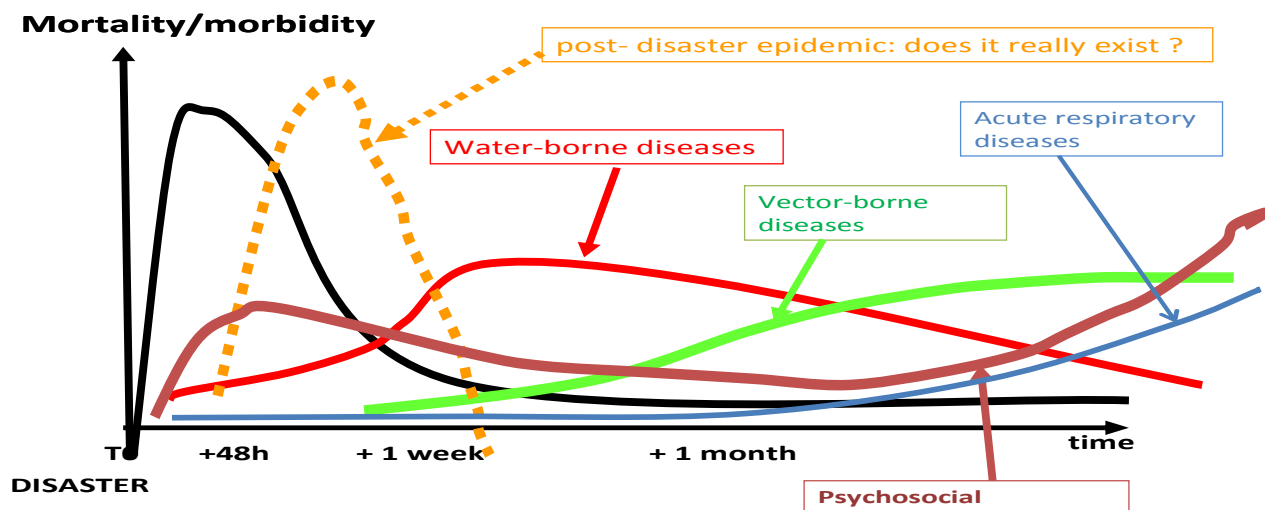 Mortality/morbidity
post- disaster epidemic: does it really exist ?
Acute respiratory
diseases
Water-borne diseases
Vector-borne
diseases
+48h
+ 1 week
+ 1 month
time
DISASTER
Psychosocial